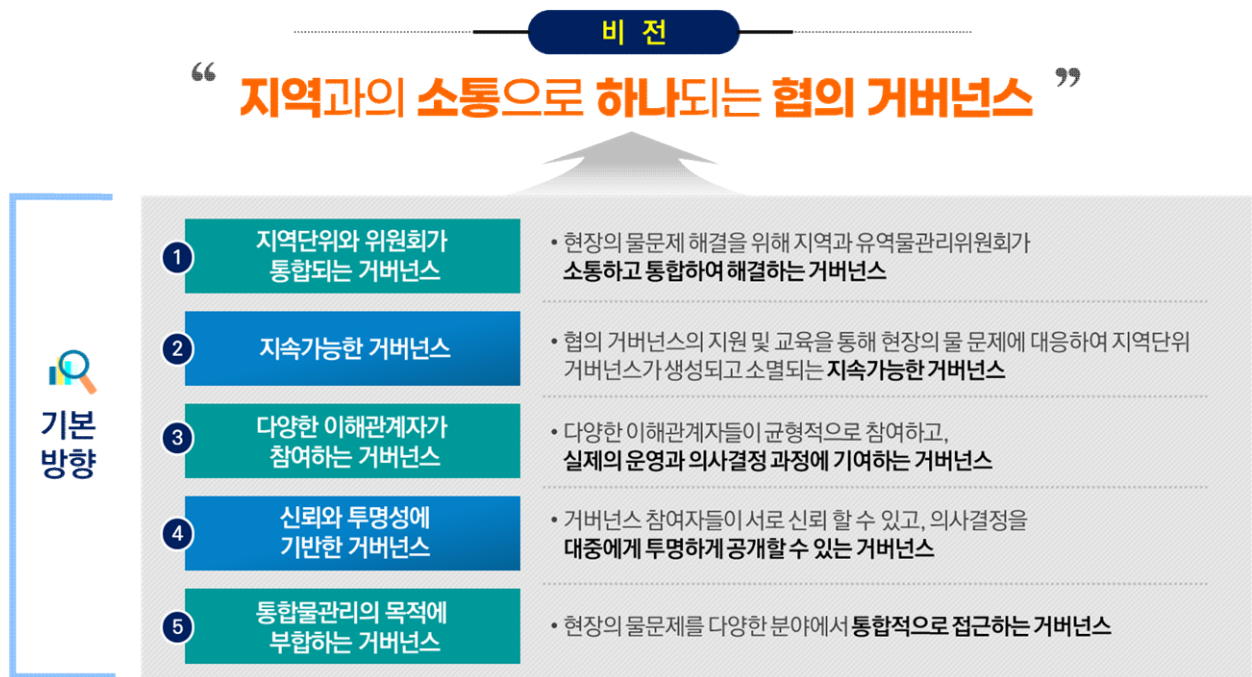 비 전
“ 지역과의 소통으로 하나되는 협의 거버넌스 ”
기본
방향
1
지역단위와 위원회가
통합되는 거버넌스
• 현장의 물문제 해결을 위해 지역과 유역물관리위원회가
소통하고 통합하여 해결하는 거버넌스
2
지속가능한 거버넌스
• 협의 거버넌스의 지원 및 교육을 통해 현장의 물 문제에 대응하여 지역단위
거버넌스가 생성되고 소멸되는 지속가능한 거버넌스
3
다양한 이해관계자가
참여하는 거버넌스
• 다양한 이해관계자들이 균형적으로 참여하고,
실제의 운영과 의사결정 과정에 기여하는 거버넌스
4
신뢰와 투명성에
기반한 거버넌스
• 거버넌스 참여자들이 서로 신뢰 할 수 있고, 의사결정을
대중에게 투명하게 공개할 수 있는 거버넌스
5
통합물관리의 목적에
부합하는 거버넌스
• 현장의 물문제를 다양한 분야에서 통합적으로 접근하는 거버넌스